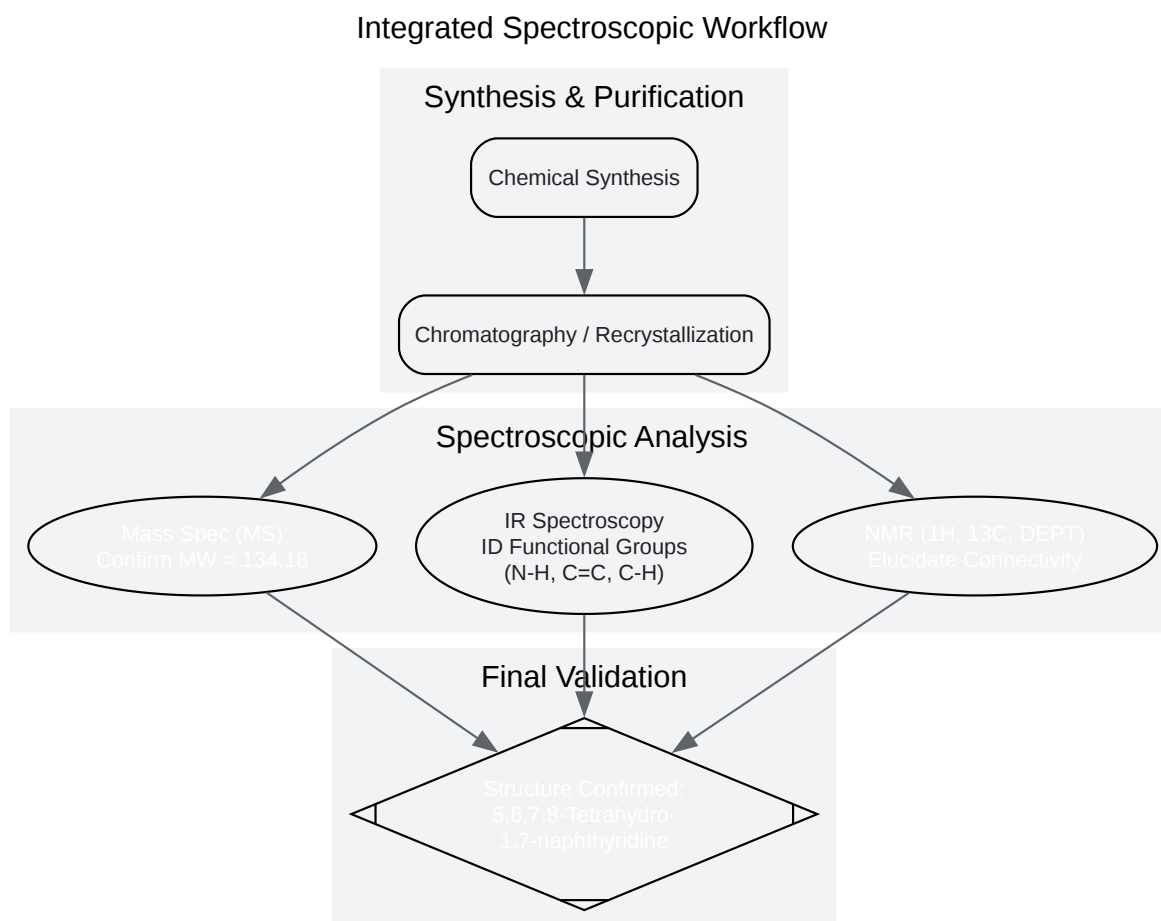 Integrated Spectroscopic Workflow
Synthesis & Purification
Chemical Synthesis
Chromatography / Recrystallization
Spectroscopic Analysis
Mass Spec (MS)
Confirm MW = 134.18
IR Spectroscopy
ID Functional Groups
(N-H, C=C, C-H)
NMR (1H, 13C, DEPT)
Elucidate Connectivity
Final Validation
Structure Confirmed:
5,6,7,8-Tetrahydro-
1,7-naphthyridine